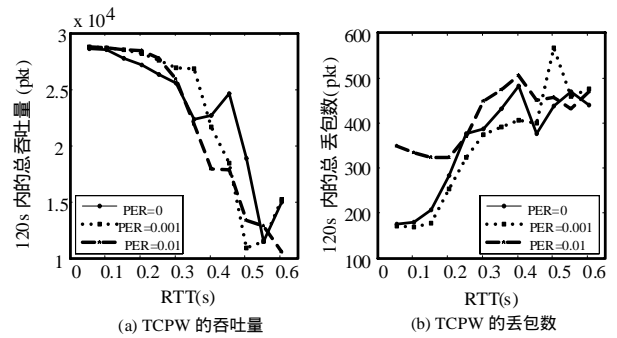 x 10⁴
3
2.5
2
1.5
1
0 0.1 0.2 0.3 0.4 0.5 0.6
120s 内的总吞吐量 (pkt)
PER=0
PER=0.001
PER=0.01
RTT(s)
(a) TCPW 的吞吐量
600
500
400
300
200
100
0 0.1 0.2 0.3 0.4 0.5 0.6
120s 内的总 丢包数(pkt)
PER=0
PER=0.001
PER=0.01
RTT(s)
(b) TCPW 的丢包数